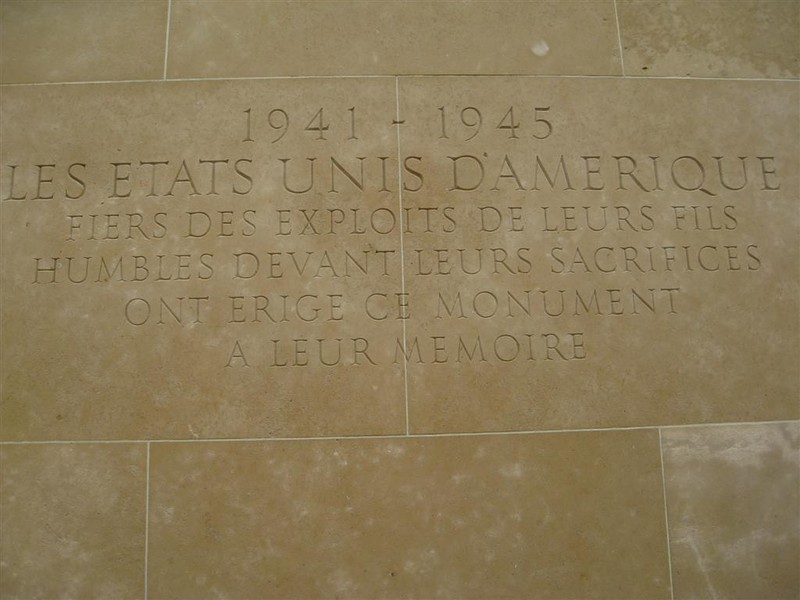 1941 - 1945
LES ETATS UNIS D'AMERIQUE
FIERS DES EXPLOITS DE LEURS FILS
HUMBLES DEVANT LEURS SACRIFICES
ONT ERIGE CE MONUMENT
A LEUR MEMOIRE